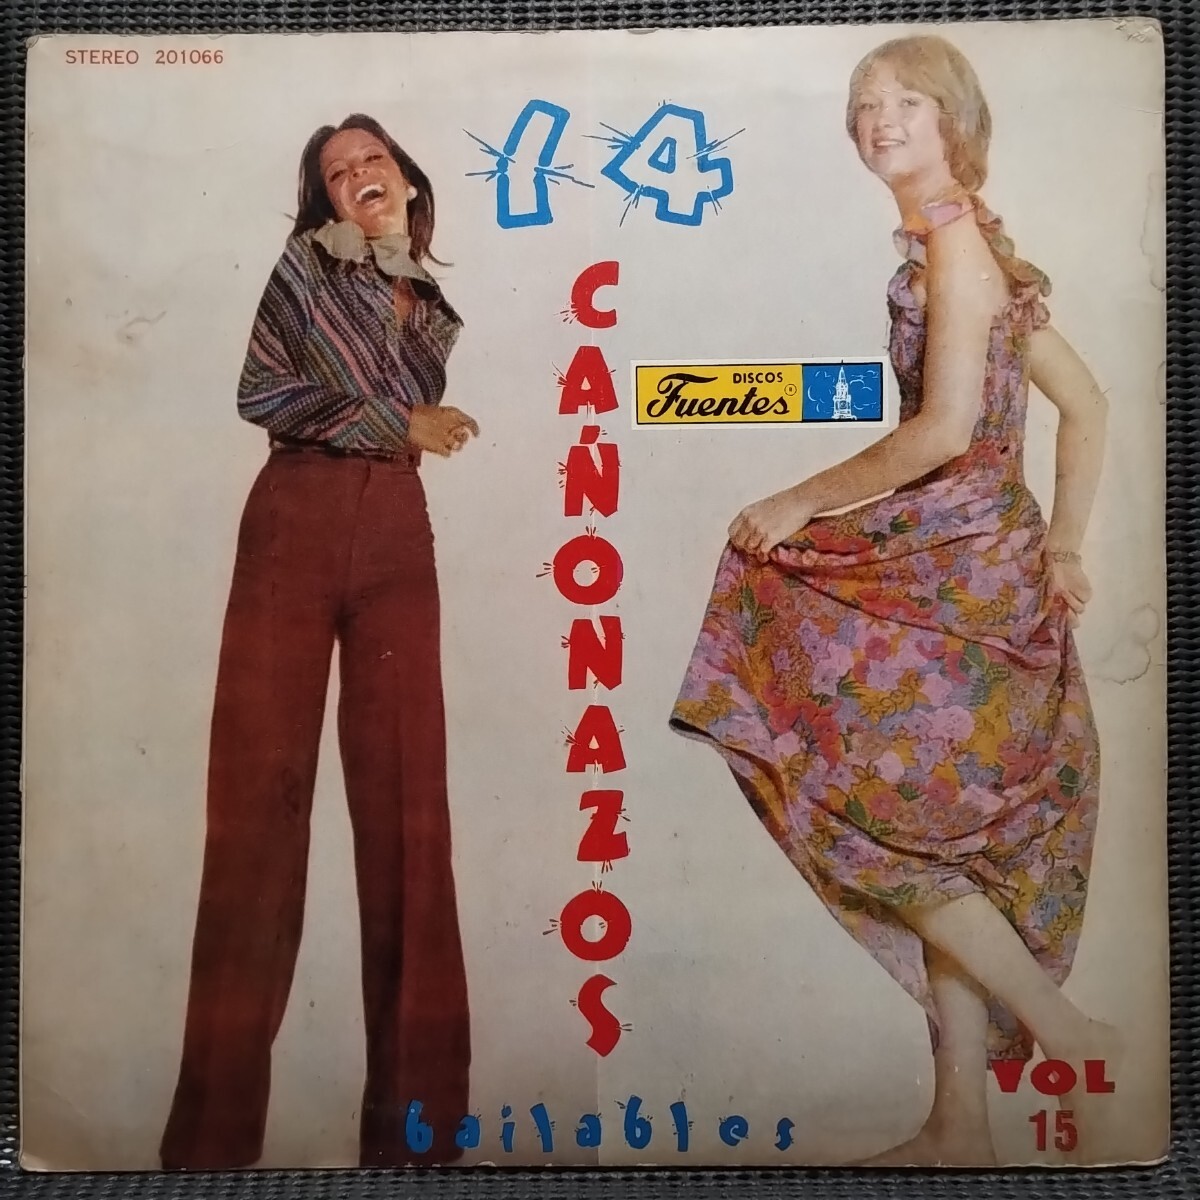 STEREO 201066
14
CAÑONAZOS
DISCOS
Fuentes
bailables
VOL
15